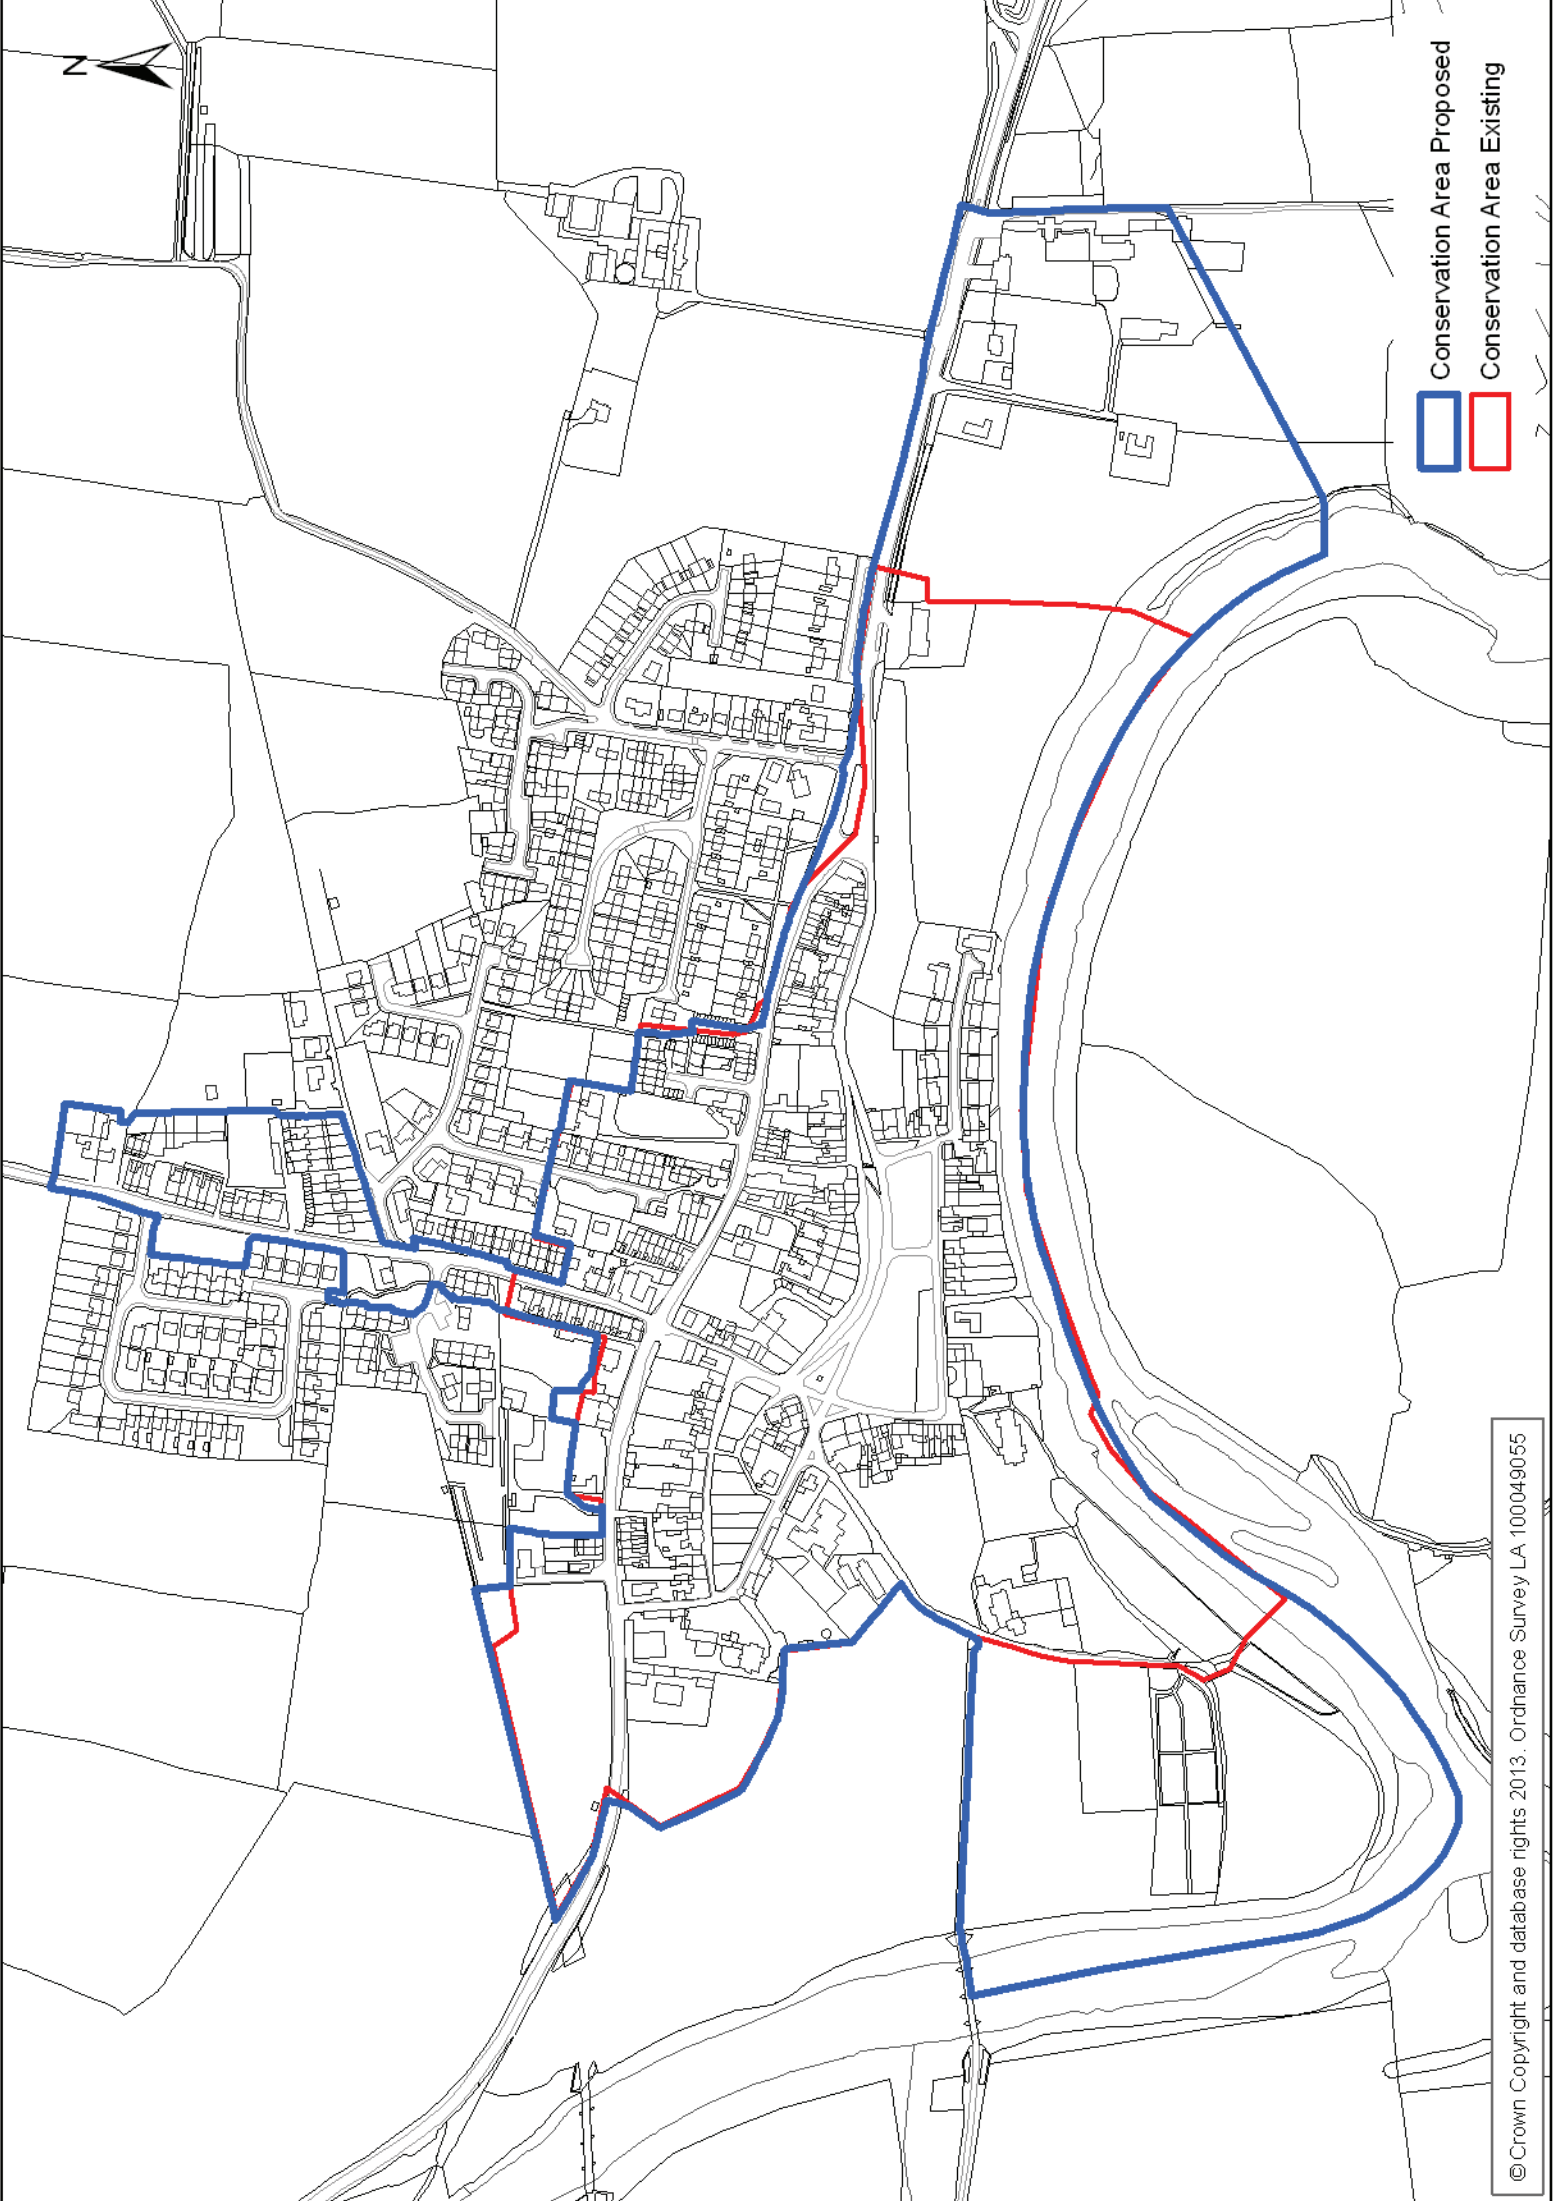 N
Conservation Area Proposed
Conservation Area Existing
© Crown Copyright and database rights 2013. Ordnance Survey LA 100049055